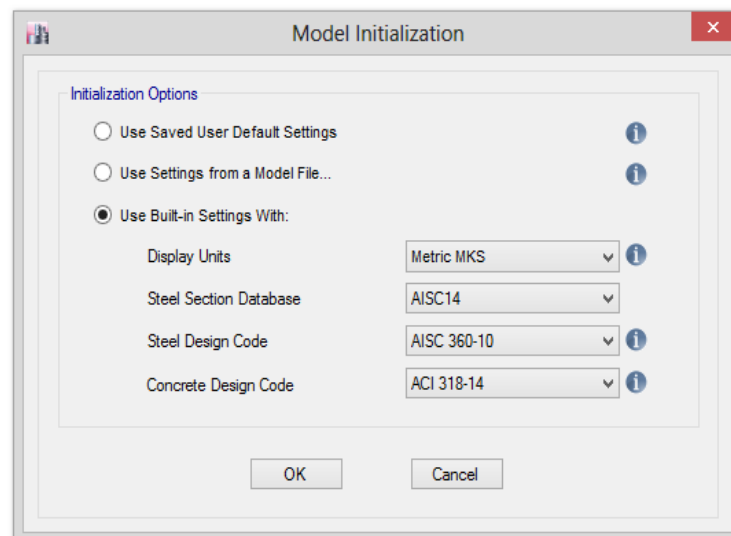 Model Initialization
Initialization Options
Use Saved User Default Settings
Use Settings from a Model File...
Use Built-in Settings With:
Display Units Metric MKS
Steel Section Database AISC14
Steel Design Code AISC 360-10
Concrete Design Code ACI 318-14
OK Cancel